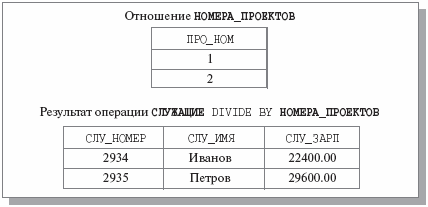 Отношение НОМЕРА_ПРОЕКТОВ
ПРО_НОМ
1
2
Результат операции СЛУЖАЩИЕ DIVIDE BY НОМЕРА_ПРОЕКТОВ
СЛУ_НОМЕР СЛУ_ИМЯ СЛУ_ЗАРП
2934 Иванов 22400.00
2935 Петров 29600.00